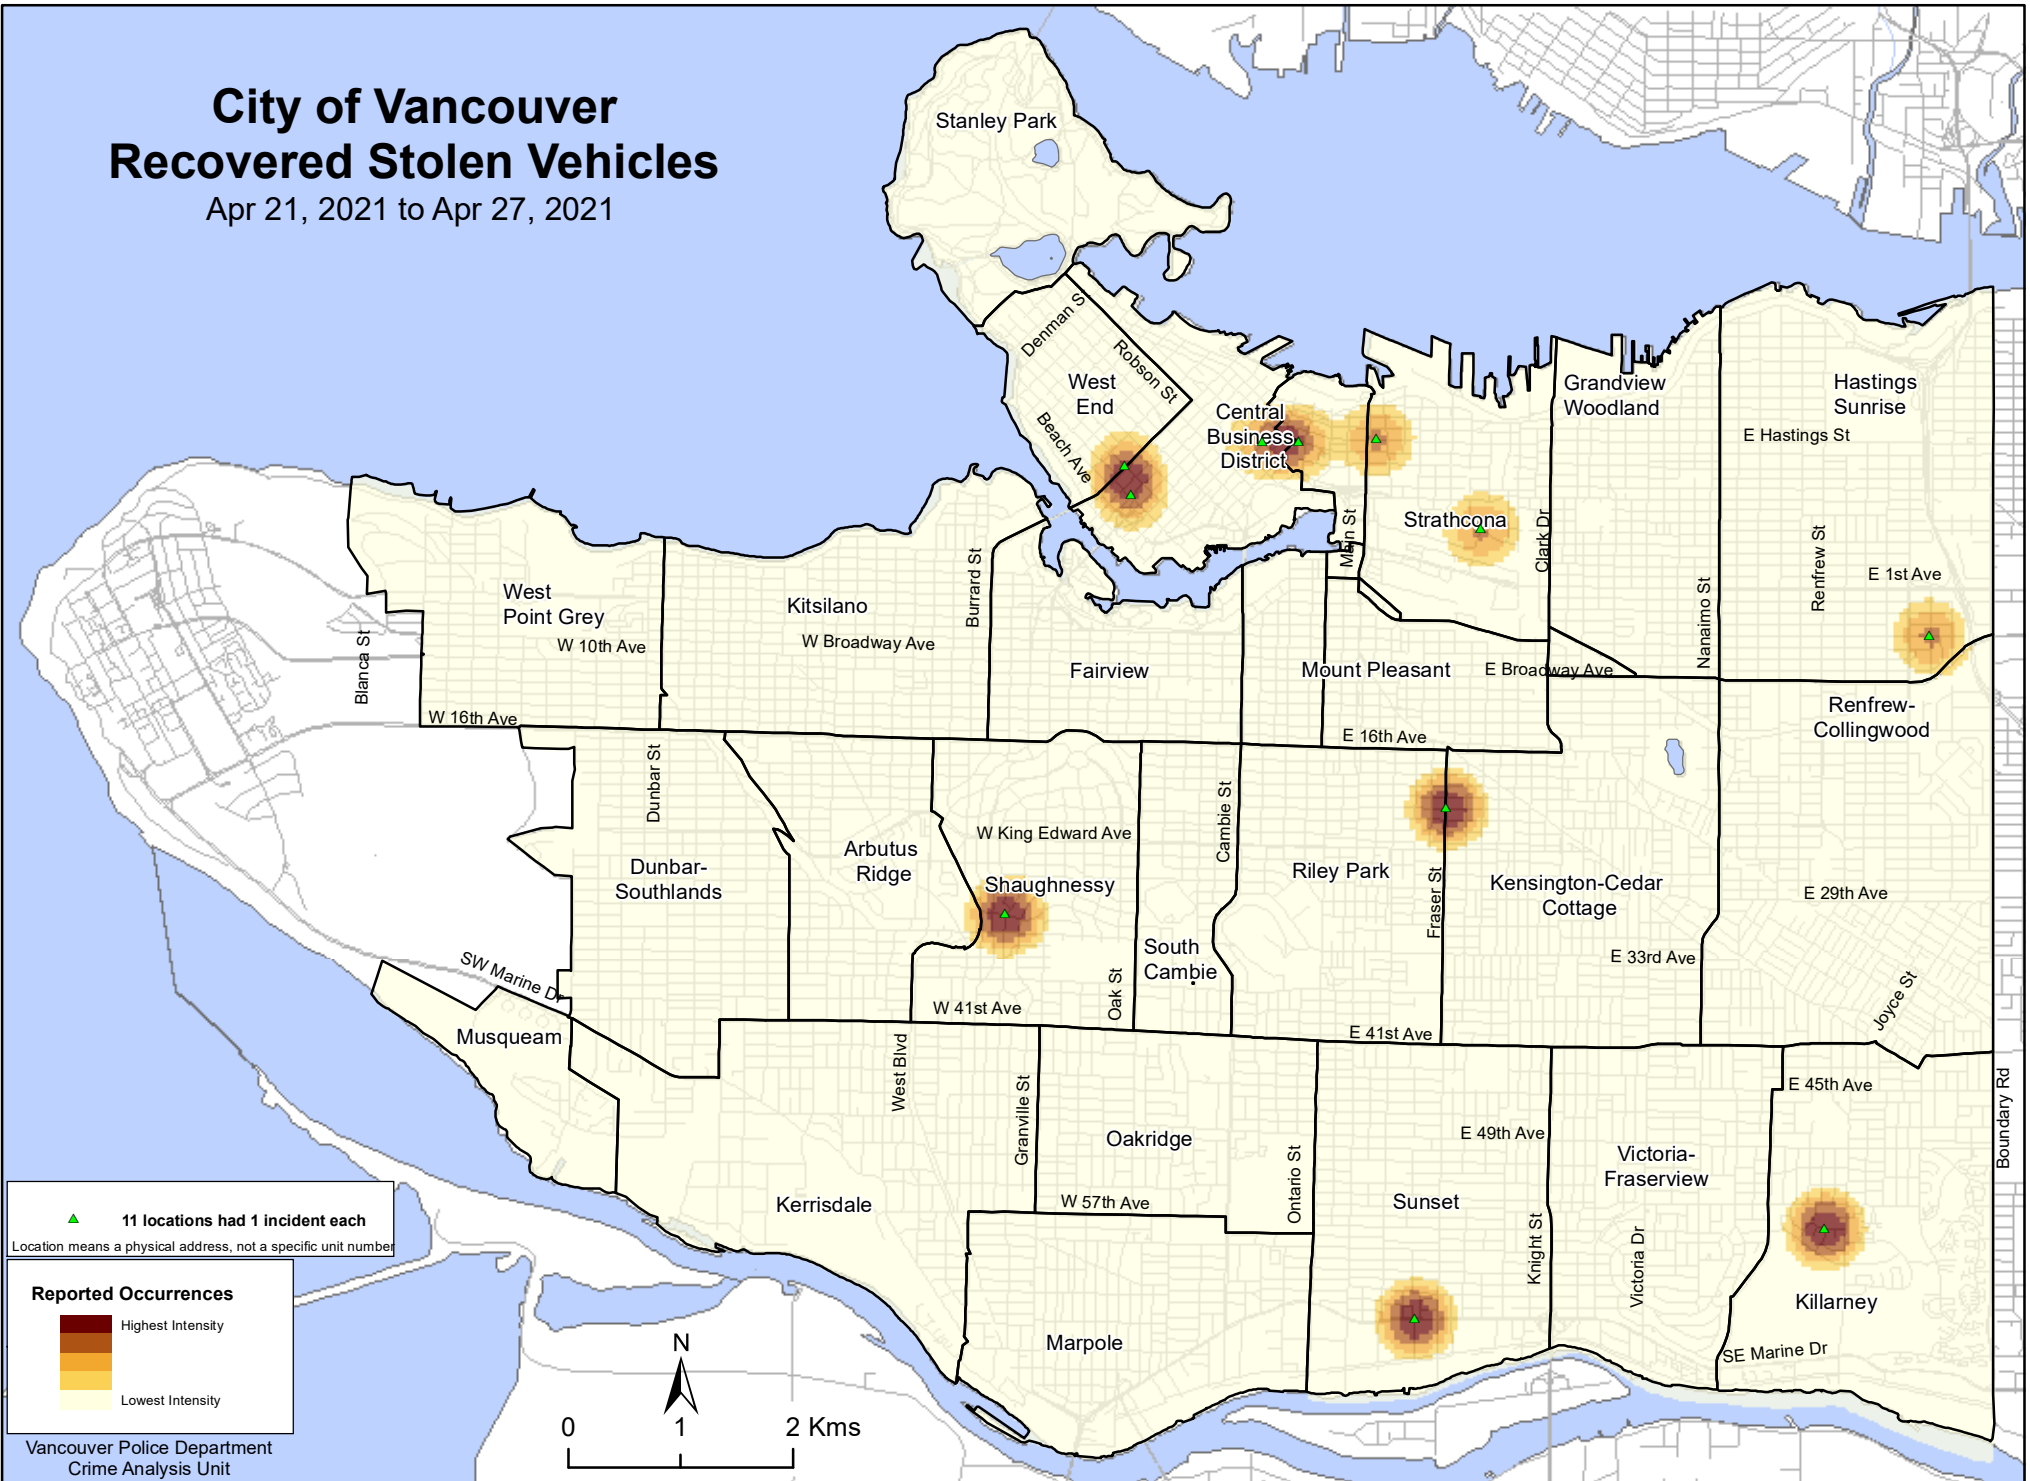 City of Vancouver
Recovered Stolen Vehicles
Apr 21, 2021 to Apr 27, 2021
Stanley Park
Denman S
Robson St
West
End
Beach Ave
Central
Business
District
Grandview
Woodland
Hastings
Sunrise
E Hastings St
Strathcona
Main St
Clark Dr
Renfrew St
E 1st Ave
Nanaimo St
West
Point Grey
W 10th Ave
Blanca St
W 16th Ave
Kitsilano
W Broadway Ave
Burrard St
Fairview
Mount Pleasant
E Broadway Ave
E 16th Ave
Renfrew-
Collingwood
Dunbar St
Dunbar-
Southlands
Arbutus
Ridge
W King Edward Ave
Shaughnessy
Cambie St
Riley Park
Fraser St
Kensington-Cedar
Cottage
E 29th Ave
South
Cambie
E 33rd Ave
Oak St
W 41st Ave
E 41st Ave
Joyce St
SW Marine Dr
Musqueam
West Blvd
Granville St
Oakridge
E 49th Ave
E 45th Ave
Boundary Rd
Victoria-
Fraserview
Kerrisdale
W 57th Ave
Ontario St
Sunset
Knight St
Victoria Dr
Killarney
SE Marine Dr
Marpole
11 locations had 1 incident each
Location means a physical address, not a specific unit number
Reported Occurrences
Highest Intensity
Lowest Intensity
Vancouver Police Department
Crime Analysis Unit
N
0 1 2 Kms